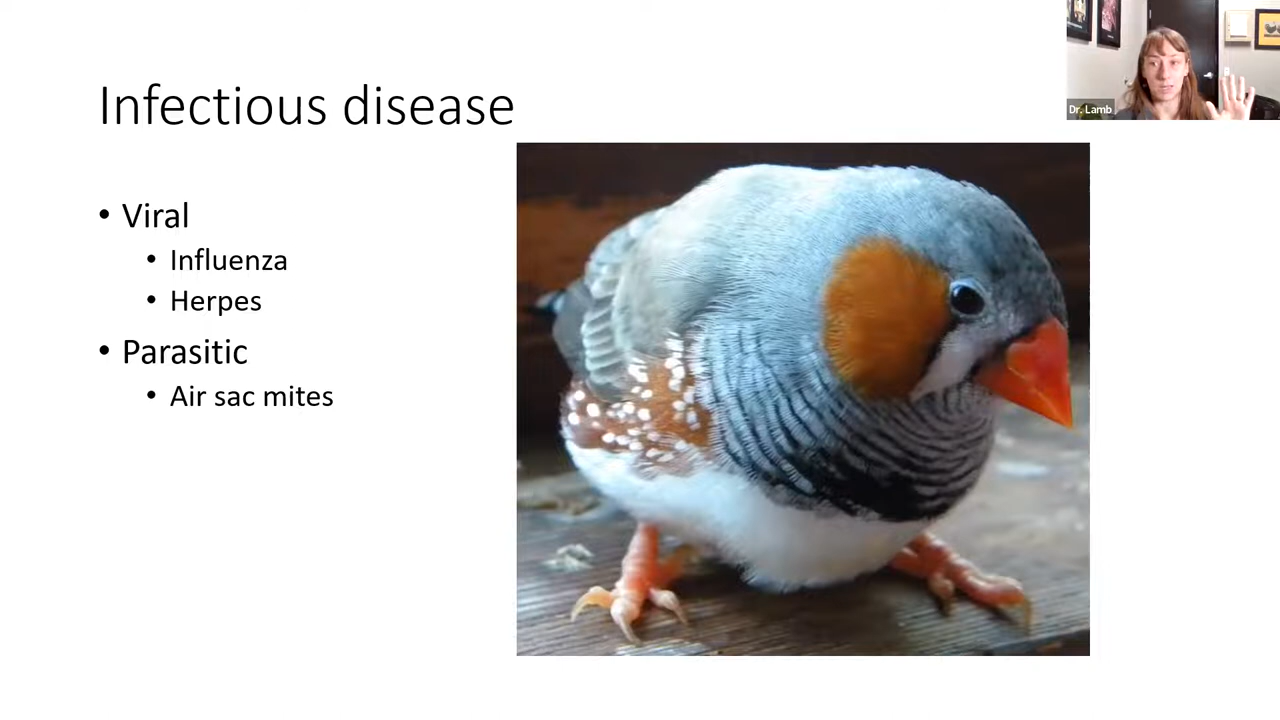 Infectious disease
Dr. Lamb
• Viral
• Influenza
• Herpes
• Parasitic
• Air sac mites